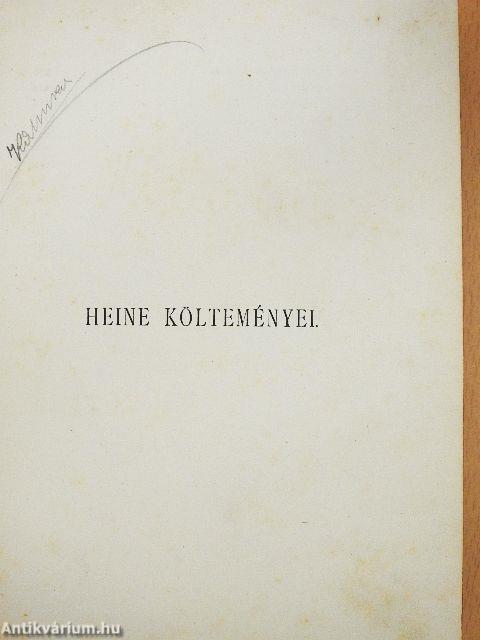 HEINE KÖLTEMÉNYEI.
Antikvárium.hu